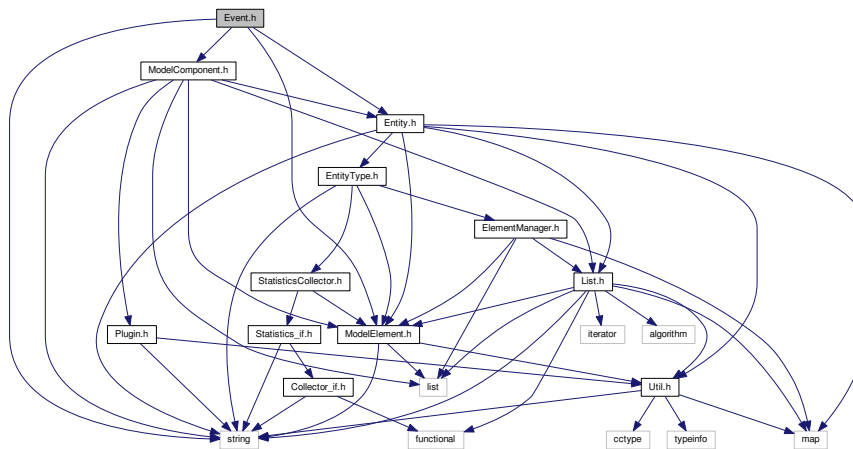 Event.h
ModelComponent.h
Entity.h
EntityType.h
ElementManager.h
StatisticsCollector.h
List.h
Plugin.h
Statistics_if.h
ModelElement.h
iterator
algorithm
Collector_if.h
list
Util.h
string
functional
cctype
typeinfo
map